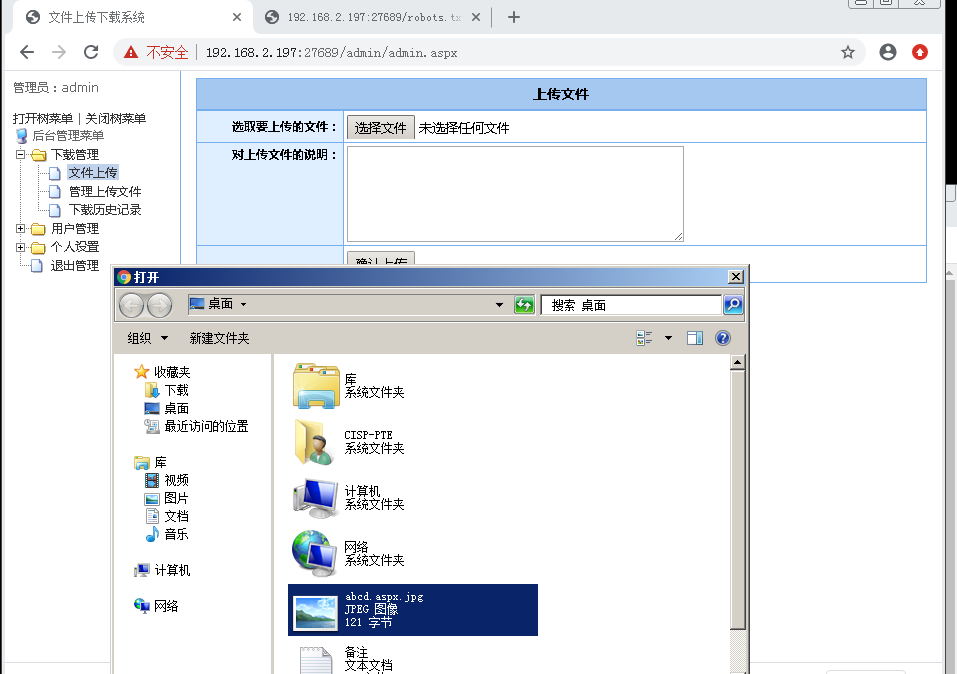 文件上传下载系统
192.168.2.197:27689/robots.tx
不安全
192.168.2.197:27689/admin/admin.aspx
管理员：admin
打开树菜单 | 关闭树菜单
后台管理菜单
下载管理
文件上传
管理上传文件
下载历史记录
用户管理
个人设置
退出管理
上传文件
选取要上传的文件：
选择文件 未选择任何文件
对上传文件的说明：
确认上传
打开
桌面
搜索 桌面
组织
新建文件夹
收藏夹
下载
桌面
最近访问的位置
库
视频
图片
文档
音乐
计算机
网络
库
系统文件夹
CISP-PTE
系统文件夹
计算机
系统文件夹
网络
系统文件夹
abcd.aspx.jpg
JPEG 图像
121 字节
备注
文本文档